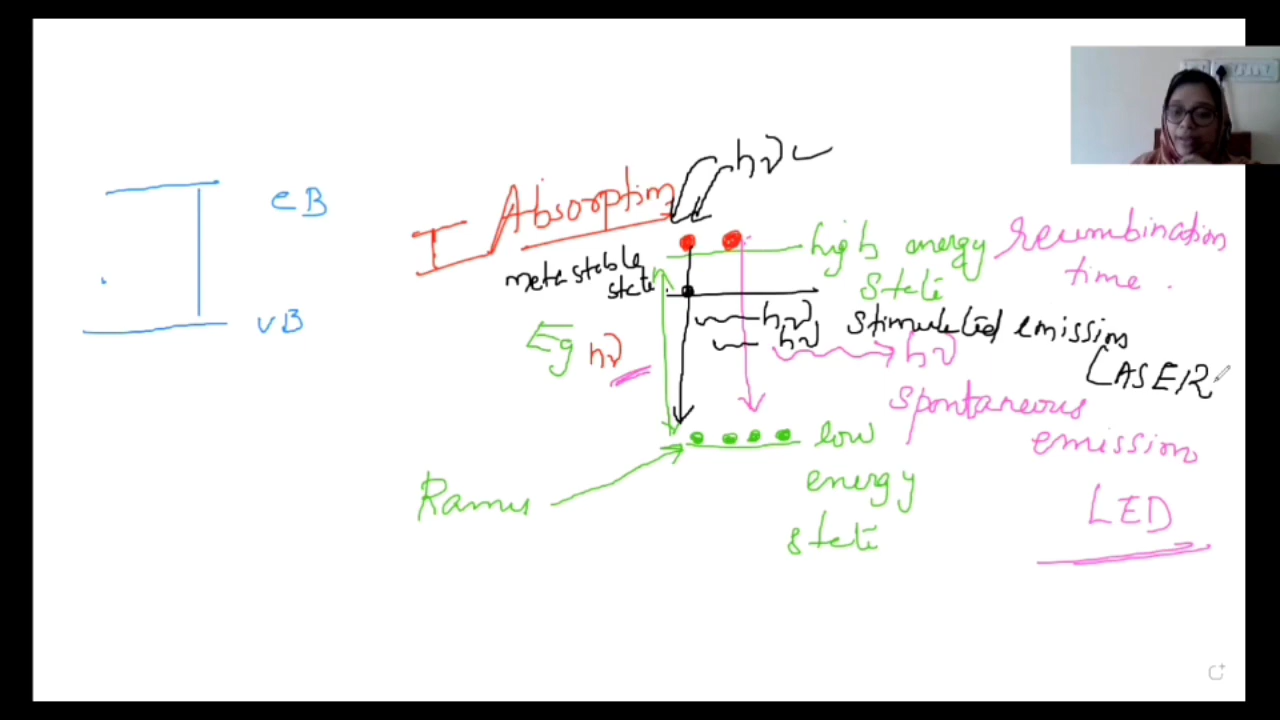 CB
VB
I Absorption
hν
high energy
state
recombination
time.
metastable
state
hν
hν
stimulated emission
LASER
Eg
hν
hν
spontaneous
emission
LED
low
energy
state